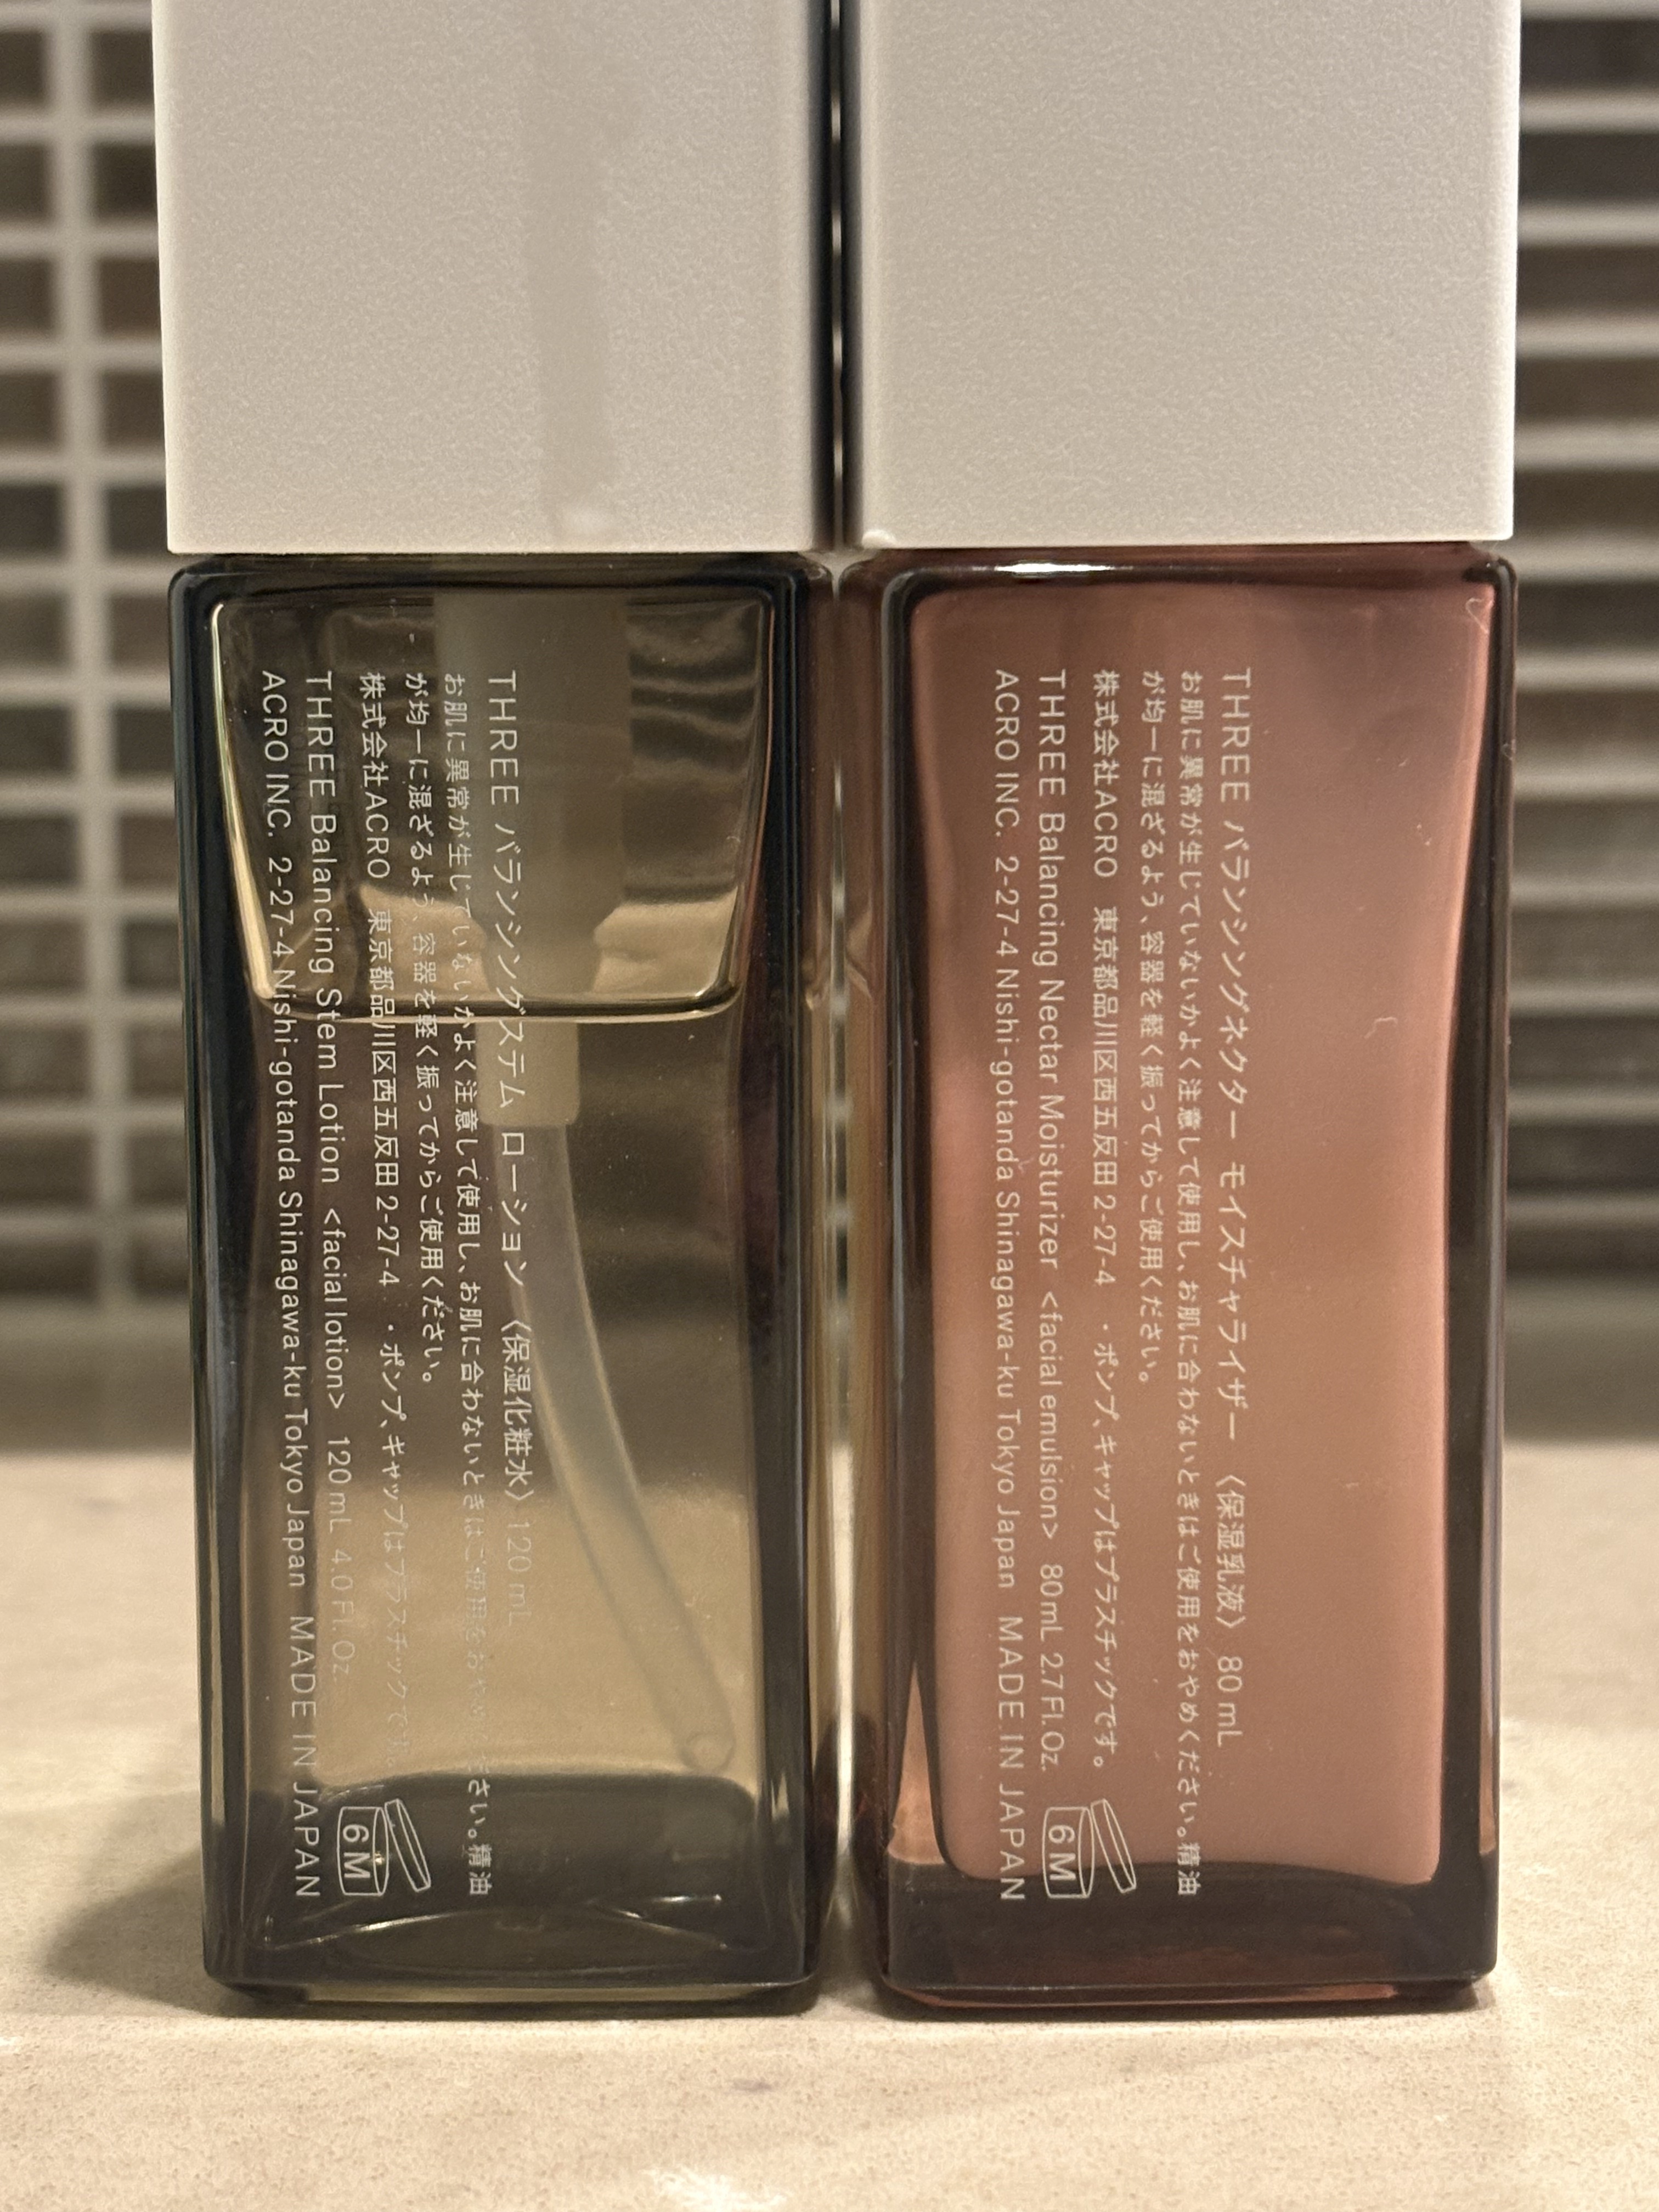 THREE バランシングステム ローション 〈保湿化粧水〉 120 mL
お肌に異常が生じていないかよく注意して使用し、お肌に合わないときはご使用をおやめください。精油
が均一に混ざるよう、容器を軽く振ってからご使用ください。
株式会社ACRO 東京都品川区西五反田2-27-4 ・ポンプ、キャップはプラスチックです。
THREE Balancing Stem Lotion <facial lotion> 120 mL 4.0 Fl. Oz.
ACRO INC. 2-27-4 Nishi-gotanda Shinagawa-ku Tokyo Japan MADE IN JAPAN
6M
THREE バランシングネクター モイスチャライザー 〈保湿乳液〉 80 mL
お肌に異常が生じていないかよく注意して使用し、お肌に合わないときはご使用をおやめください。精油
が均一に混ざるよう、容器を軽く振ってからご使用ください。
株式会社ACRO 東京都品川区西五反田2-27-4 ・ポンプ、キャップはプラスチックです。
THREE Balancing Nectar Moisturizer <facial emulsion> 80 mL 2.7 Fl. Oz.
ACRO INC. 2-27-4 Nishi-gotanda Shinagawa-ku Tokyo Japan MADE IN JAPAN
6M